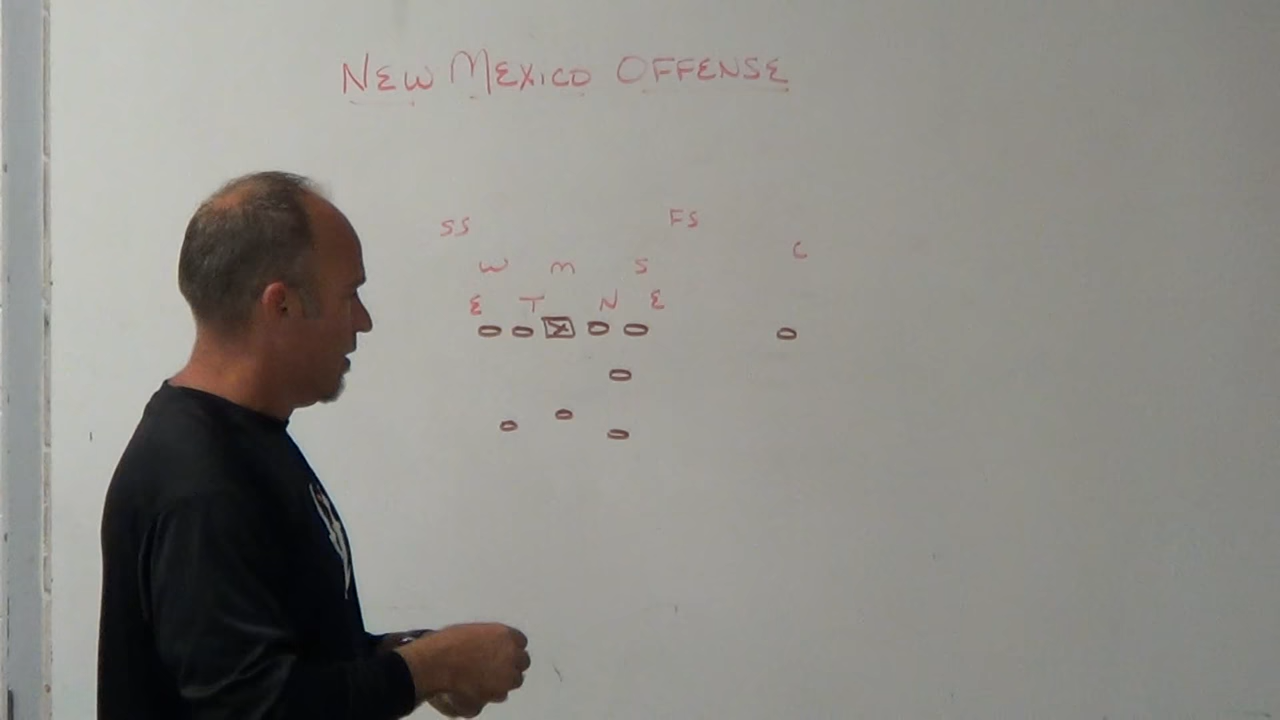 NEW MEXICO OFFENSE
SS FS
C
W M S
E T N E
X